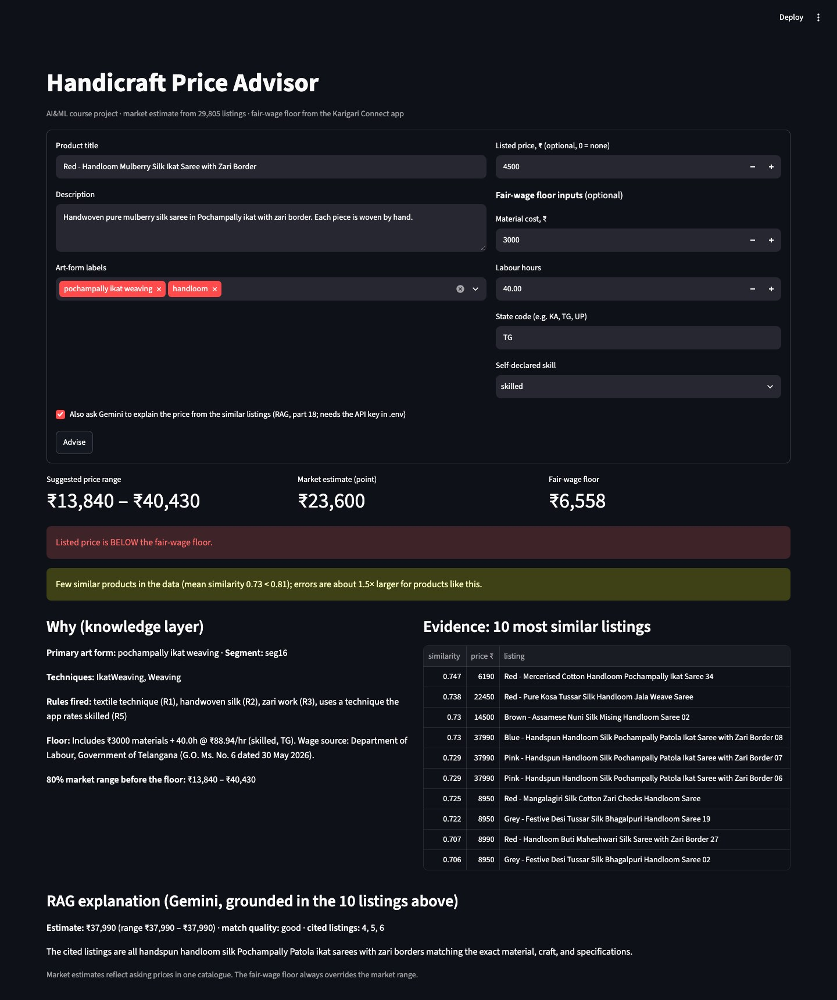 Deploy
Handicraft Price Advisor
AI&ML course project · market estimate from 29,805 listings · fair-wage floor from the Karigari Connect app
Product title
Red - Handloom Mulberry Silk Ikat Saree with Zari Border
Description
Handwoven pure mulberry silk saree in Pochampally ikat with zari border. Each piece is woven by hand.
Art-form labels
pochampally ikat weaving × handloom ×
Listed price, ₹ (optional, 0 = none)
4500
Fair-wage floor inputs (optional)
Material cost, ₹
3000
Labour hours
40.00
State code (e.g. KA, TG, UP)
TG
Self-declared skill
skilled
Also ask Gemini to explain the price from the similar listings (RAG, part 18; needs the API key in .env)
Advise
Suggested price range
₹13,840 – ₹40,430
Market estimate (point)
₹23,600
Fair-wage floor
₹6,558
Listed price is BELOW the fair-wage floor.
Few similar products in the data (mean similarity 0.73 < 0.81); errors are about 1.5× larger for products like this.
Why (knowledge layer)
Primary art form: pochampally ikat weaving · Segment: seg16
Techniques: IkatWeaving, Weaving
Rules fired: textile technique (R1), handwoven silk (R2), zari work (R3), uses a technique the
app rates skilled (R5)
Floor: Includes ₹3000 materials + 40.0h @ ₹88.94/hr (skilled, TG). Wage source: Department of
Labour, Government of Telangana (G.O. Ms. No. 6 dated 30 May 2026).
80% market range before the floor: ₹13,840 – ₹40,430
Evidence: 10 most similar listings
similarity price ₹ listing
0.747 6190 Red - Mercerised Cotton Handloom Pochampally Ikat Saree 34
0.738 22450 Red - Pure Kosa Tussar Silk Handloom Jala Weave Saree
0.73 14500 Brown - Assamese Nuni Silk Mising Handloom Saree 02
0.73 37990 Blue - Handspun Handloom Silk Pochampally Patola Ikat Saree with Zari Border 08
0.729 37990 Pink - Handspun Handloom Silk Pochampally Patola Ikat Saree with Zari Border 07
0.729 37990 Pink - Handspun Handloom Silk Pochampally Patola Ikat Saree with Zari Border 06
0.725 8950 Red - Mangalagiri Silk Cotton Zari Checks Handloom Saree
0.722 8950 Grey - Festive Desi Tussar Silk Bhagalpuri Handloom Saree 19
0.707 8990 Red - Handloom Buti Maheshwari Silk Saree with Zari Border 27
0.706 8950 Grey - Festive Desi Tussar Silk Bhagalpuri Handloom Saree 02
RAG explanation (Gemini, grounded in the 10 listings above)
Estimate: ₹37,990 (range ₹37,990 – ₹37,990) · match quality: good · cited listings: 4, 5, 6
The cited listings are all handspun handloom silk Pochampally Patola ikat sarees with zari borders matching the exact material, craft, and specifications.
Market estimates reflect asking prices in one catalogue. The fair-wage floor always overrides the market range.